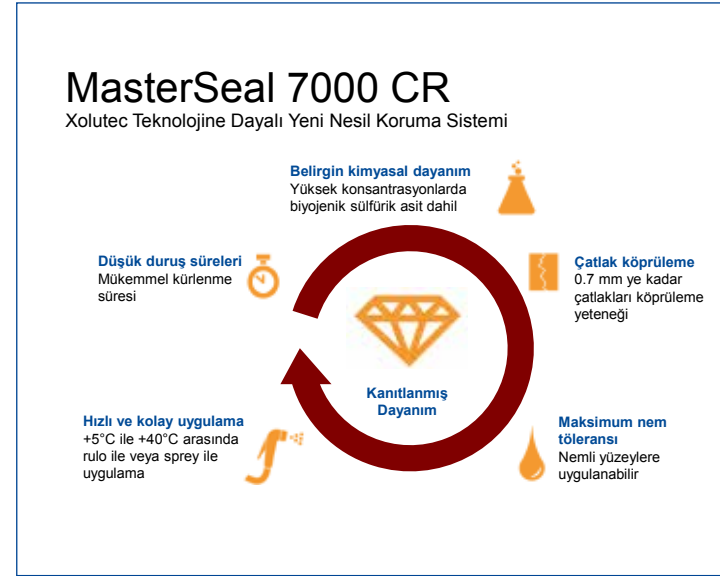 MasterSeal 7000 CR
Xolutec Teknolojine Dayalı Yeni Nesil Koruma Sistemi
Belirgin kimyasal dayanım
Yüksek konsantrasyonlarda
biyojenik sülfürik asit dahil
Düşük duruş süreleri
Mükemmel kürlenme
süresi
Çatlak köprüleme
0.7 mm ye kadar
çatlakları köprüleme
yeteneği
Kanıtlanmış
Dayanım
Hızlı ve kolay uygulama
+5°C ile +40°C arasında
rulo ile veya sprey ile
uygulama
Maksimum nem
töleransı
Nemli yüzeylere
uygulanabilir